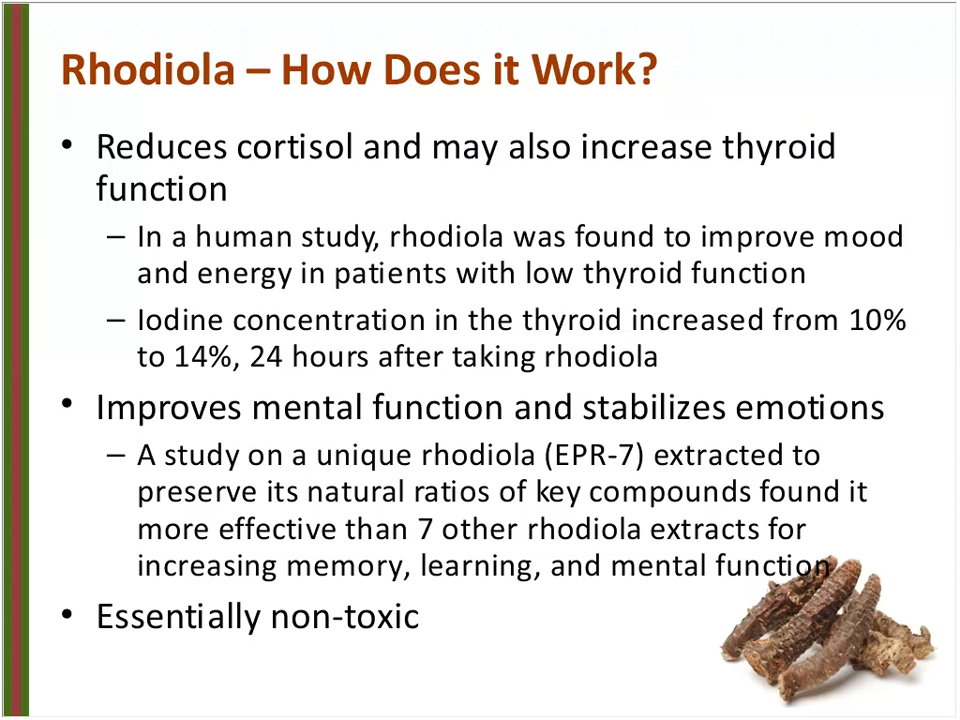 Rhodiola – How Does it Work?
• Reduces cortisol and may also increase thyroid
function
– In a human study, rhodiola was found to improve mood
and energy in patients with low thyroid function
– Iodine concentration in the thyroid increased from 10%
to 14%, 24 hours after taking rhodiola
• Improves mental function and stabilizes emotions
– A study on a unique rhodiola (EPR-7) extracted to
preserve its natural ratios of key compounds found it
more effective than 7 other rhodiola extracts for
increasing memory, learning, and mental function
• Essentially non-toxic